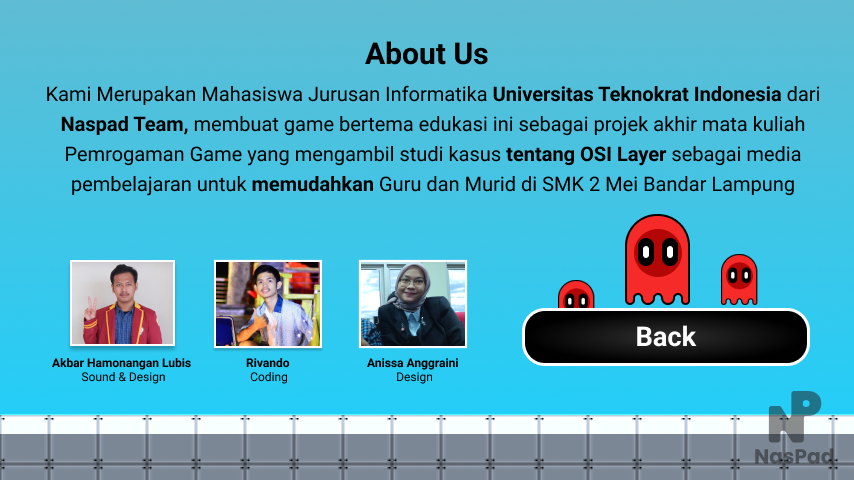 About Us
Kami Merupakan Mahasiswa Jurusan Informatika Universitas Teknokrat Indonesia dari
Naspad Team, membuat game bertema edukasi ini sebagai projek akhir mata kuliah
Pemrogaman Game yang mengambil studi kasus tentang OSI Layer sebagai media
pembelajaran untuk memudahkan Guru dan Murid di SMK 2 Mei Bandar Lampung
Back
Akbar Hamonangan Lubis
Sound & Design
Rivando
Coding
Anissa Anggraini
Design
NP
NasPad